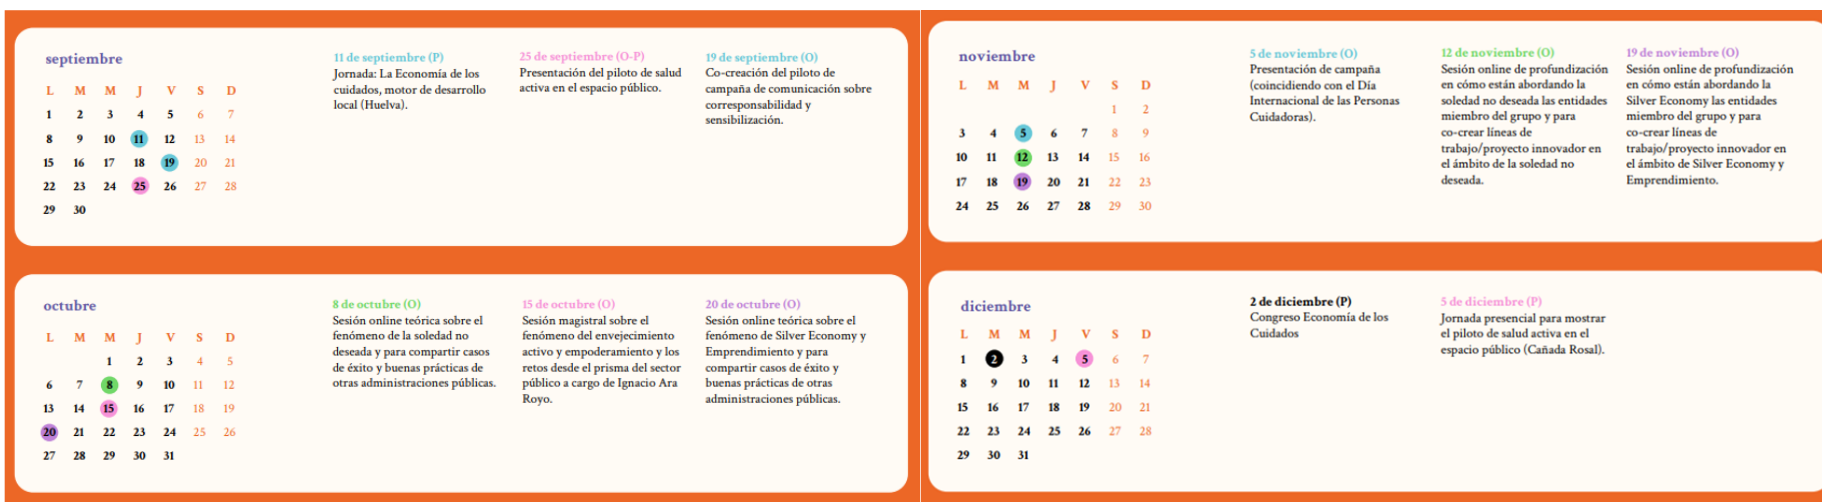 septiembre
L M M J V S D
1 2 3 4 5 6 7
8 9 10 11 12 13 14
15 16 17 18 19 20 21
22 23 24 25 26 27 28
29 30
11 de septiembre (P)
Jornada: La Economía de los
cuidados, motor de desarrollo
local (Huelva).
25 de septiembre (O-P)
Presentación del piloto de salud
activa en el espacio público.
19 de septiembre (O)
Co-creación del piloto de
campaña de comunicación sobre
corresponsabilidad y
sensibilización.
octubre
L M M J V S D
1 2 3 4 5
6 7 8 9 10 11 12
13 14 15 16 17 18 19
20 21 22 23 24 25 26
27 28 29 30 31
8 de octubre (O)
Sesión online teórica sobre el
fenómeno de la soledad no
deseada y para compartir casos
de éxito y buenas prácticas de
otras administraciones públicas.
15 de octubre (O)
Sesión magistral sobre el
fenómeno del envejecimiento
activo y empoderamiento y los
retos desde el prisma del sector
público a cargo de Ignacio Ara
Royo.
20 de octubre (O)
Sesión online teórica sobre el
fenómeno de Silver Economy y
Emprendimiento y para
compartir casos de éxito y
buenas prácticas de otras
administraciones públicas.
noviembre
L M M J V S D
1 2
3 4 5 6 7 8 9
10 11 12 13 14 15 16
17 18 19 20 21 22 23
24 25 26 27 28 29 30
5 de noviembre (O)
Presentación de campaña
(coincidiendo con el Día
Internacional de las Personas
Cuidadoras).
12 de noviembre (O)
Sesión online de profundización
en cómo están abordando la
soledad no deseada las entidades
miembro del grupo y para
co-crear líneas de
trabajo/proyecto innovador en
el ámbito de la soledad no
deseada.
19 de noviembre (O)
Sesión online de profundización
en cómo están abordando la
Silver Economy las entidades
miembro del grupo y para
co-crear líneas de
trabajo/proyecto innovador en
el ámbito de Silver Economy y
Emprendimiento.
diciembre
L M M J V S D
1 2 3 4 5 6 7
8 9 10 11 12 13 14
15 16 17 18 19 20 21
22 23 24 25 26 27 28
29 30 31
2 de diciembre (P)
Congreso Economía de los
Cuidados
5 de diciembre (P)
Jornada presencial para mostrar
el piloto de salud activa en el
espacio público (Cañada Rosal).